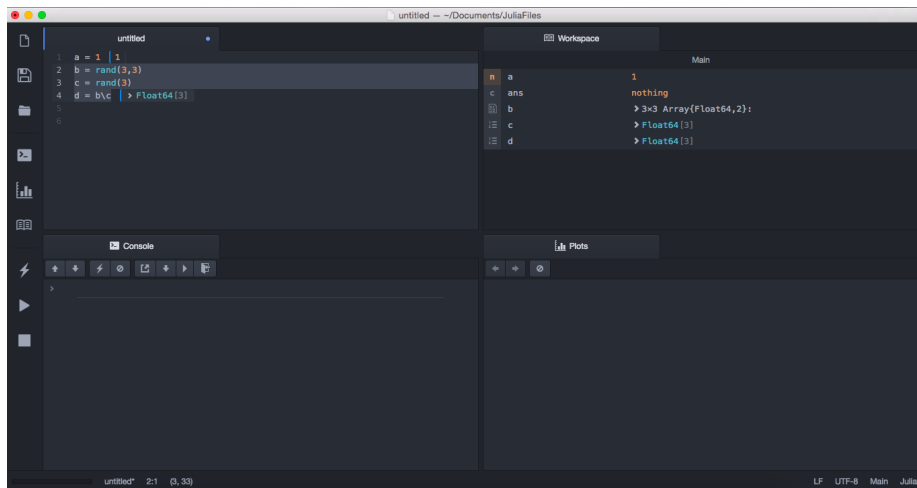 untitled — ~/Documents/JuliaFiles
untitled
1 a = 1 1
2 b = rand(3,3)
3 c = rand(3)
4 d = b\c > Float64[3]
5
6
Workspace
Main
n a 1
c ans nothing
b >3×3 Array{Float64,2}:
c >Float64[3]
d >Float64[3]
Console
>
Plots
untitled* 2:1 (3, 33)
LF UTF-8 Main Julia